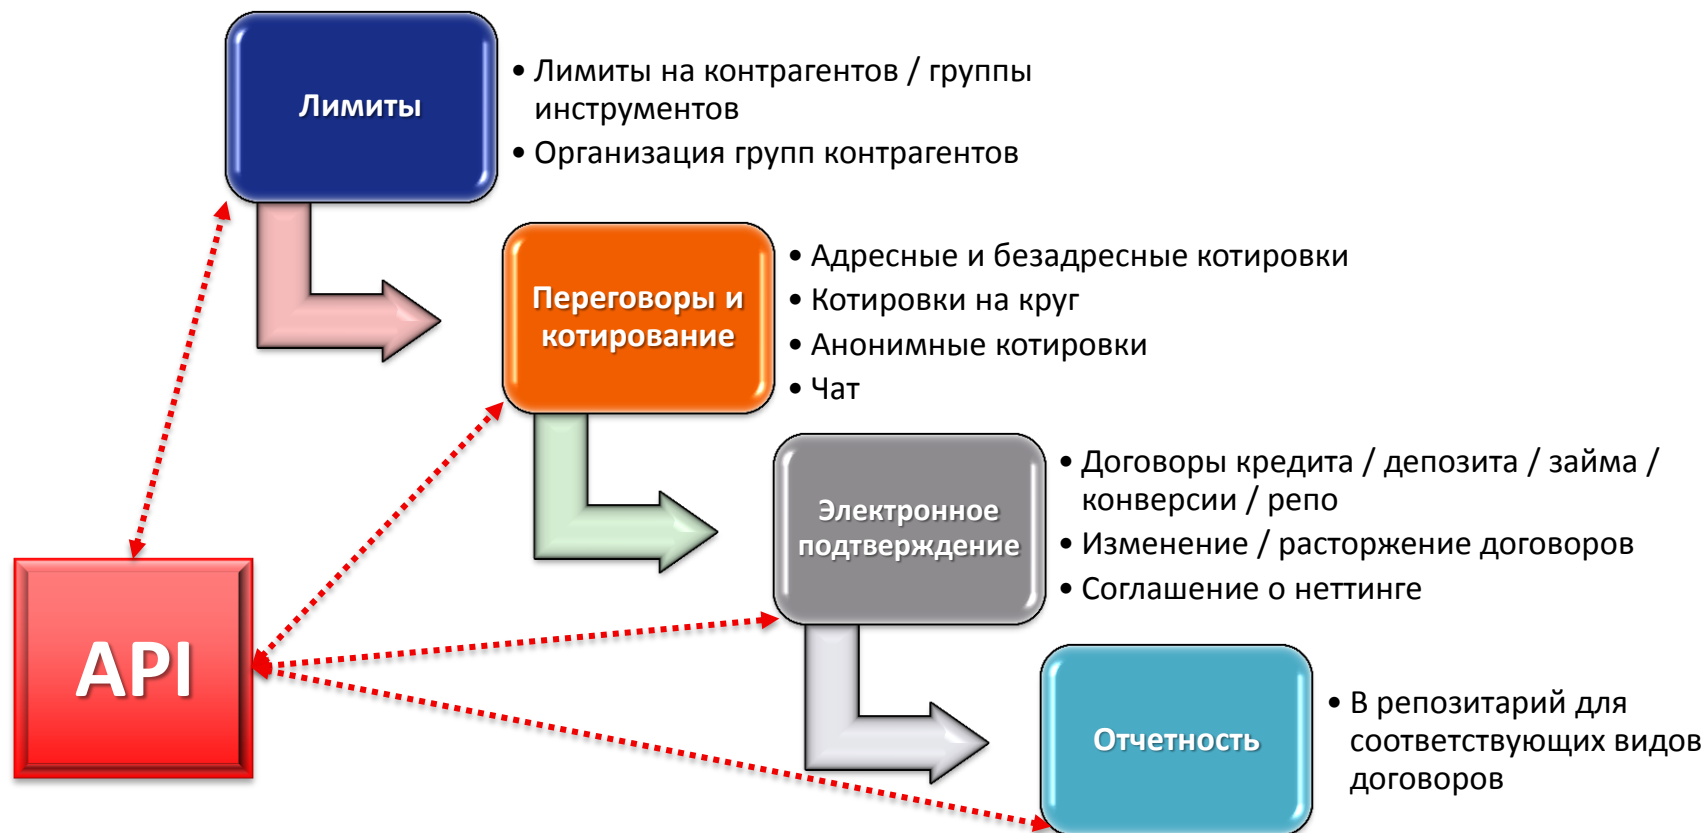 Лимиты
• Лимиты на контрагентов / группы
инструментов
• Организация групп контрагентов
Переговоры и
котирование
• Адресные и безадресные котировки
• Котировки на круг
• Анонимные котировки
• Чат
Электронное
подтверждение
• Договоры кредита / депозита / займа /
конверсии / репо
• Изменение / расторжение договоров
• Соглашение о неттинге
API
Отчетность
• В репозитарий для
соответствующих видов
договоров